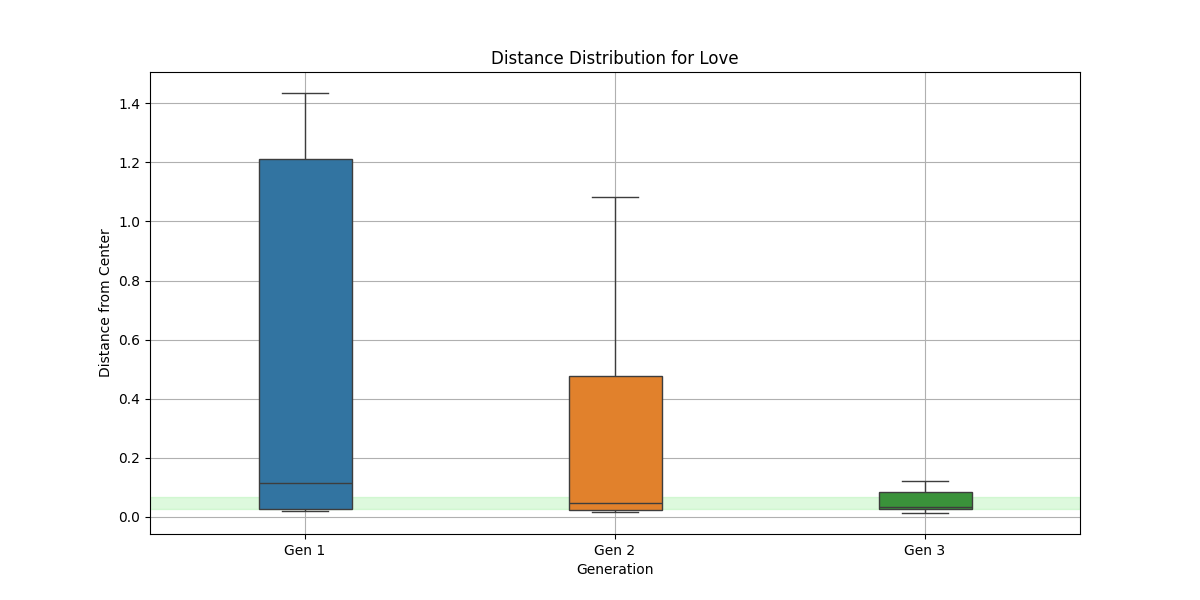 Distance Distribution for Love
Distance from Center
1.4
1.2
1.0
0.8
0.6
0.4
0.2
0.0
Gen 1 Gen 2 Gen 3
Generation